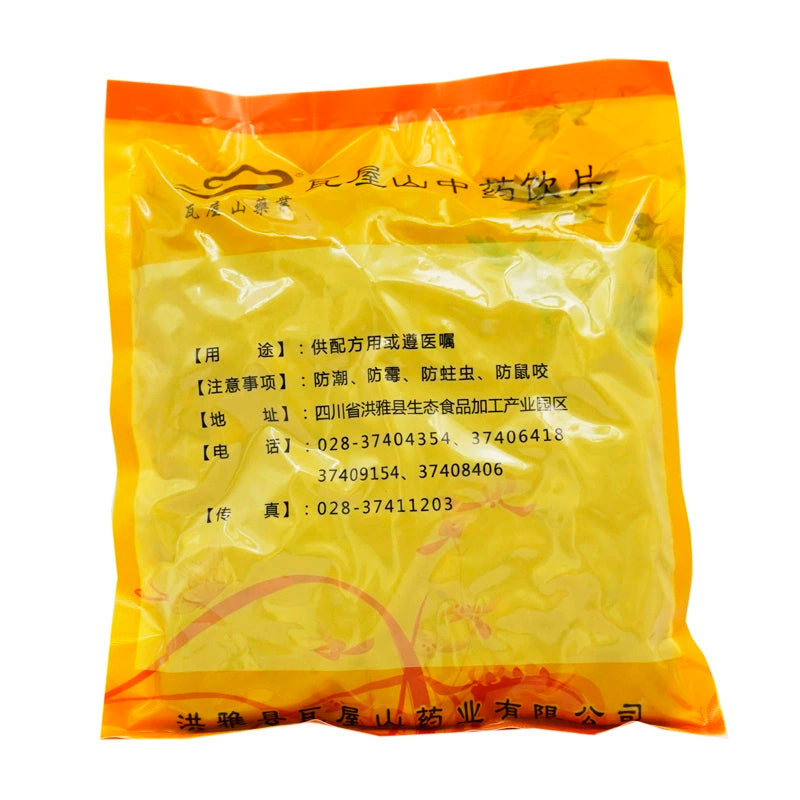 瓦屋山中药饮片
瓦屋山藥業
【用 途】：供配方用或遵医嘱
【注意事项】：防潮、防霉、防蛀虫、防鼠咬
【地 址】：四川省洪雅县生态食品加工产业园区
【电 话】：028-37404354、37406418
37409154、37408406
【传 真】：028-37411203
洪雅县瓦屋山药业有限公司